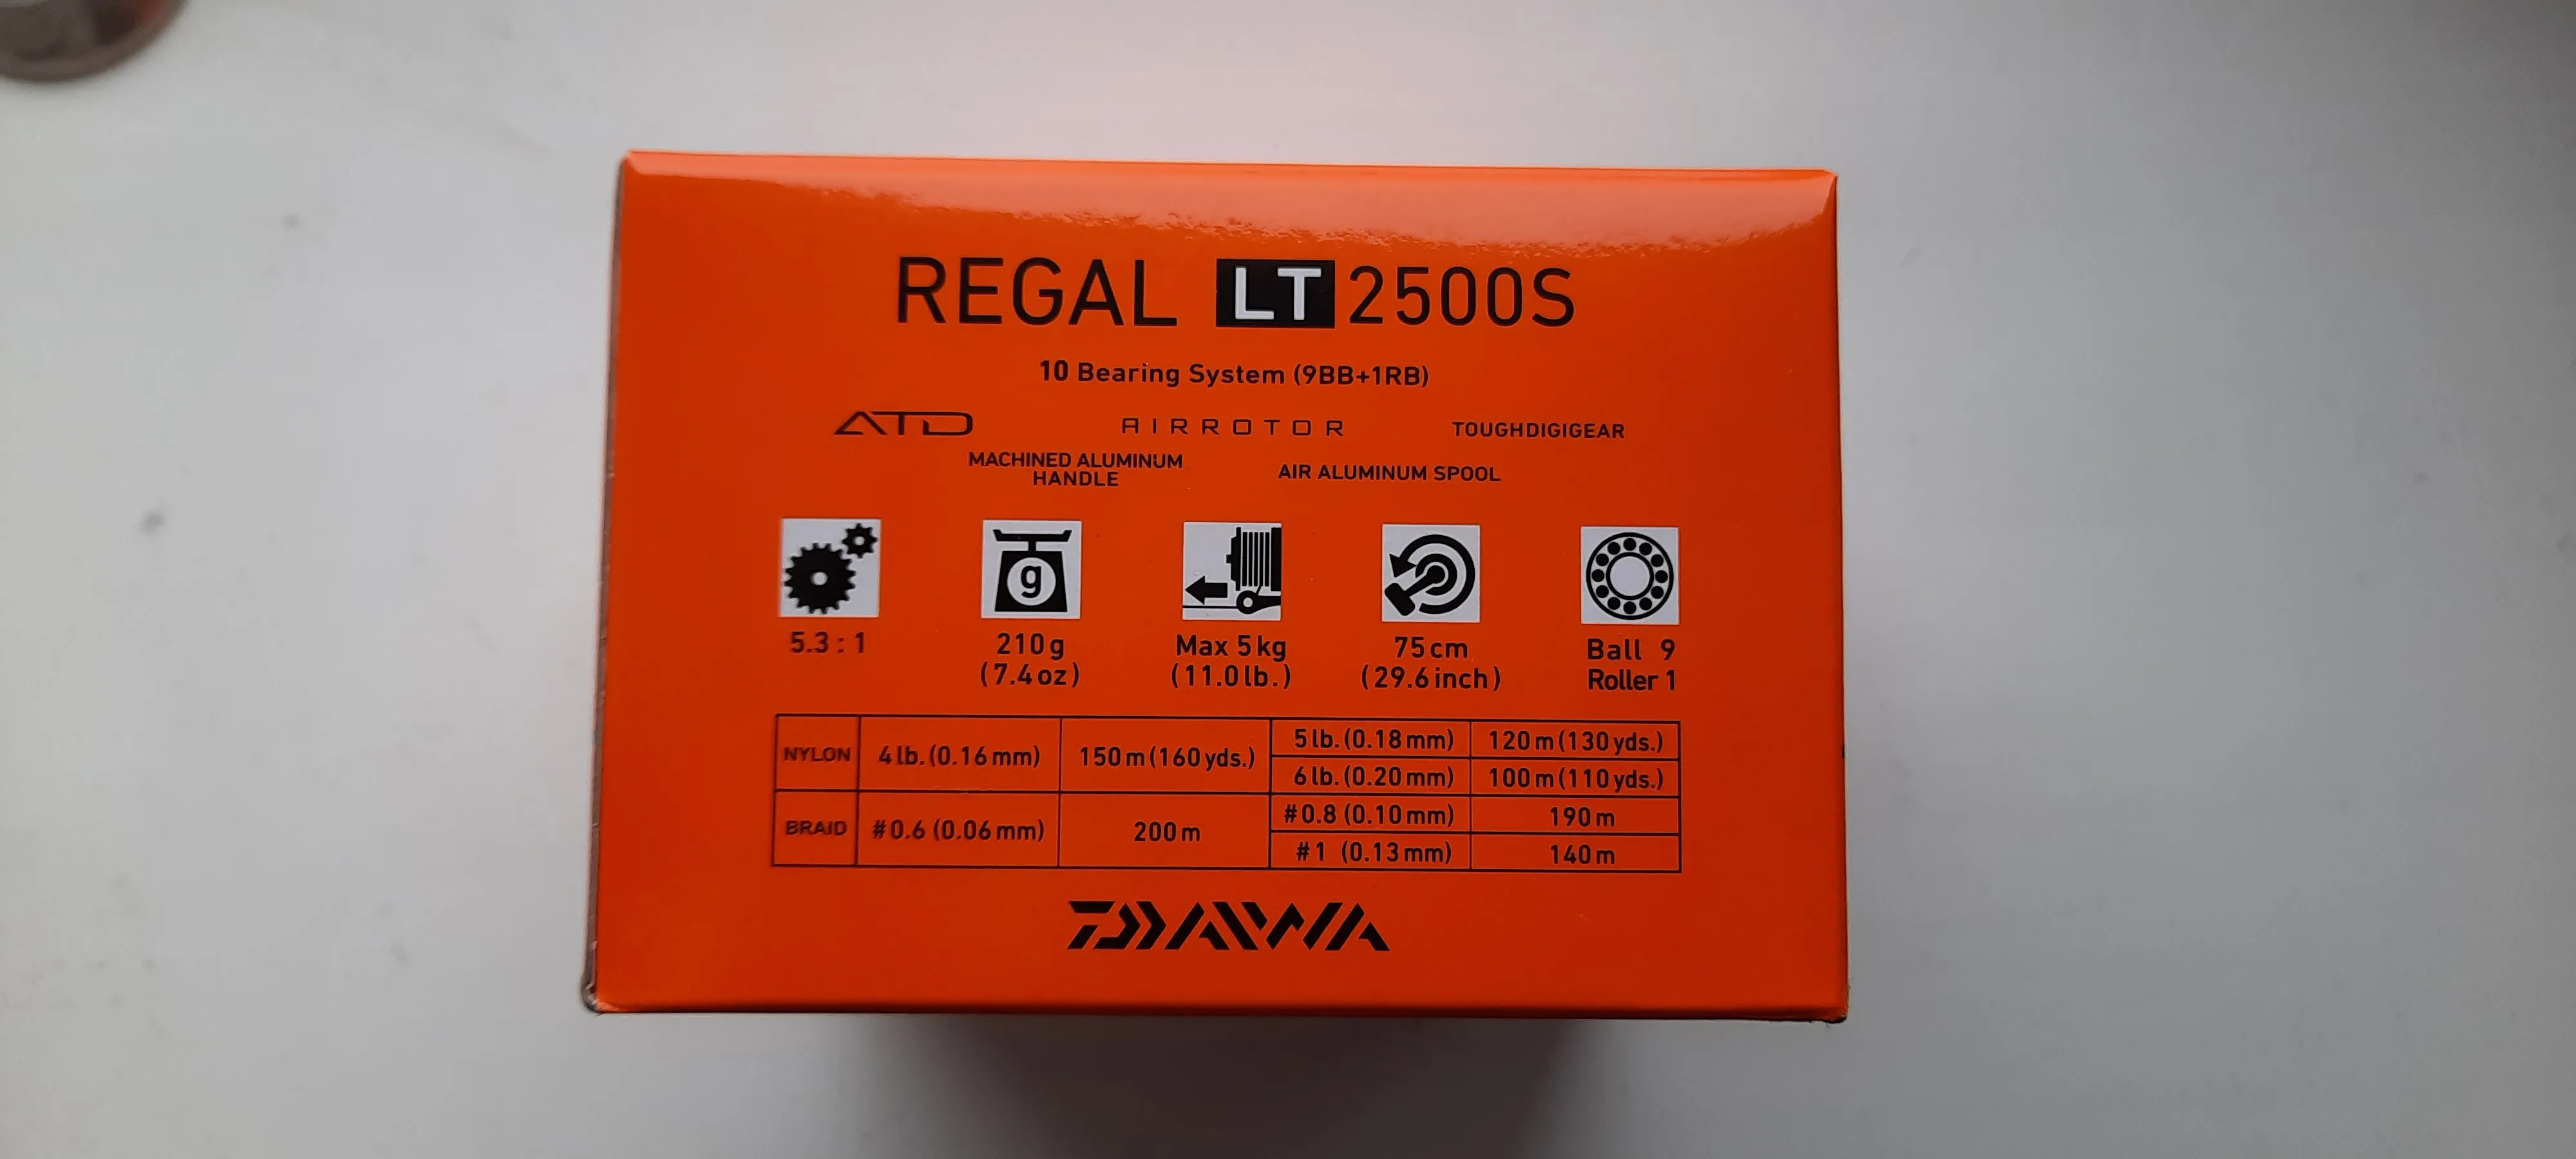 REGAL LT 2500S
10 Bearing System (9BB+1RB)
ATD AIRROTOR TOUGHDIGIGEAR
MACHINED ALUMINUM
HANDLE
AIR ALUMINUM SPOOL
g
5.3 : 1
210g
(7.4oz)
Max 5kg
(11.0lb.)
75cm
(29.6inch)
Ball 9
Roller 1
NYLON 4lb.(0.16mm) 150m(160yds.) 5lb.(0.18mm) 120m(130yds.)
6lb.(0.20mm) 100m(110yds.)
BRAID #0.6 (0.06mm) 200m #0.8 (0.10mm) 190m
#1 (0.13mm) 140m
DAIWA